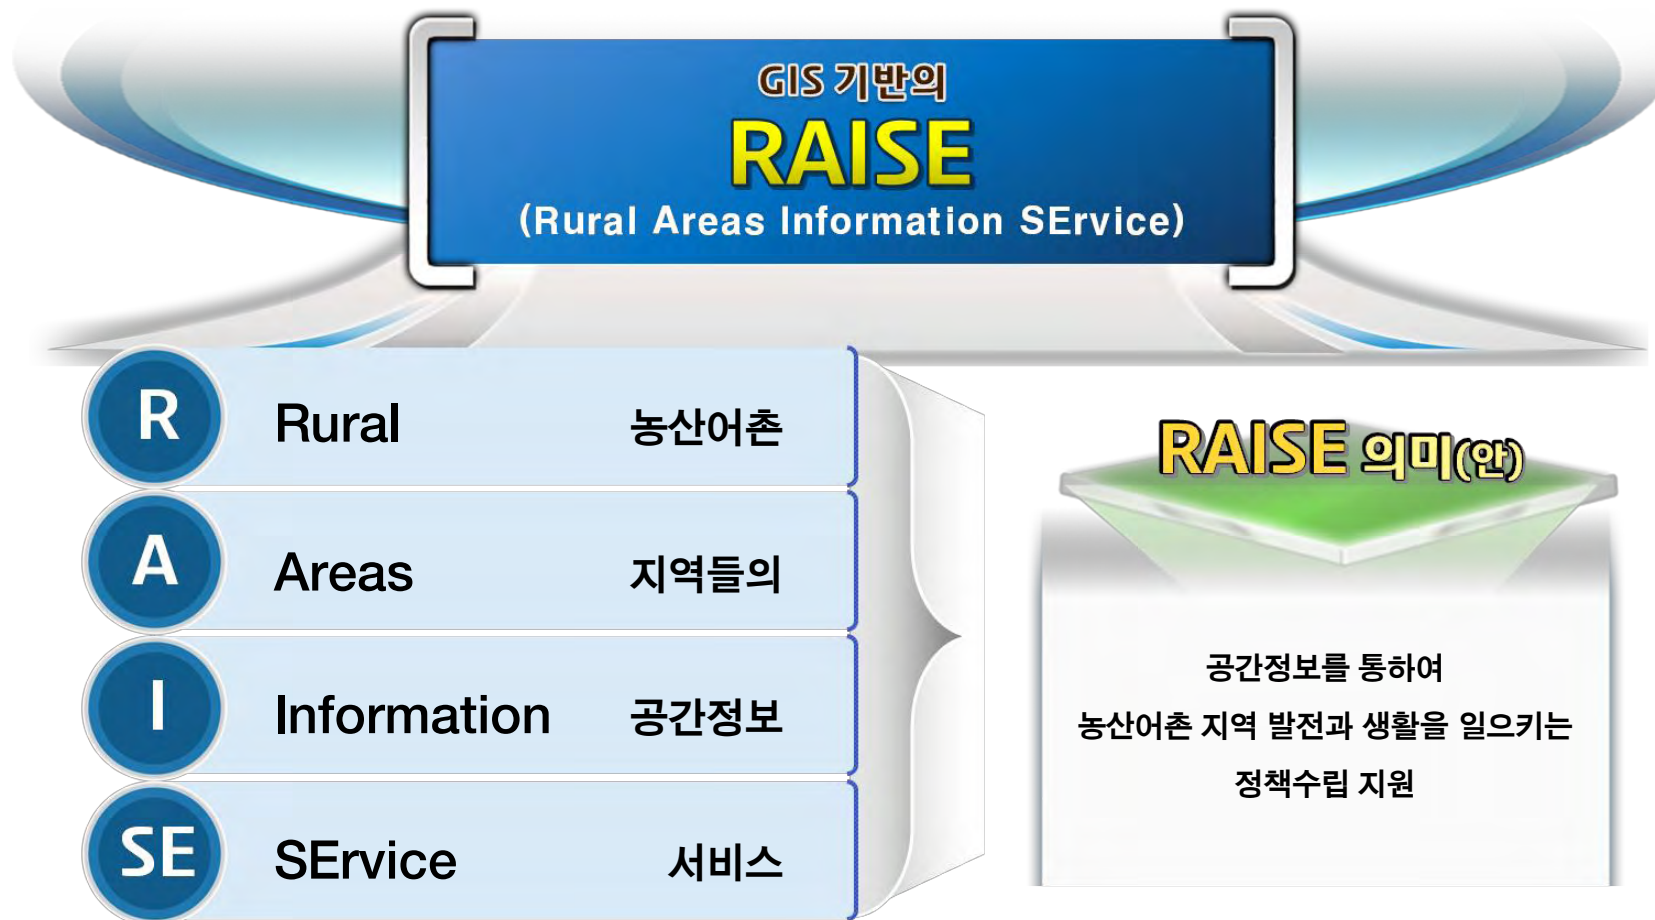 GIS 기반의
RAISE
(Rural Areas Information SErvice)
R Rural 농산어촌
A Areas 지역들의
I Information 공간정보
SE SErvice 서비스
RAISE 의미(안)
공간정보를 통하여
농산어촌 지역 발전과 생활을 일으키는
정책수립 지원